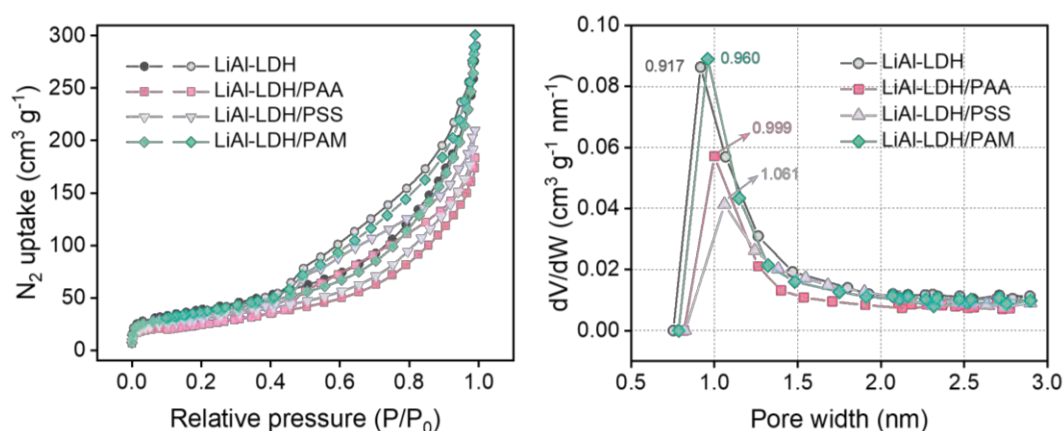 300
250
200
150
100
50
0
N₂ uptake (cm³ g⁻¹)
LiAl-LDH
LiAl-LDH/PAA
LiAl-LDH/PSS
LiAl-LDH/PAM
0.0 0.2 0.4 0.6 0.8 1.0
Relative pressure (P/P₀)
0.10
0.08
0.06
0.04
0.02
0.00
dV/dW (cm³ g⁻¹ nm⁻¹)
0.917
0.960
0.999
1.061
LiAl-LDH
LiAl-LDH/PAA
LiAl-LDH/PSS
LiAl-LDH/PAM
0.5 1.0 1.5 2.0 2.5 3.0
Pore width (nm)